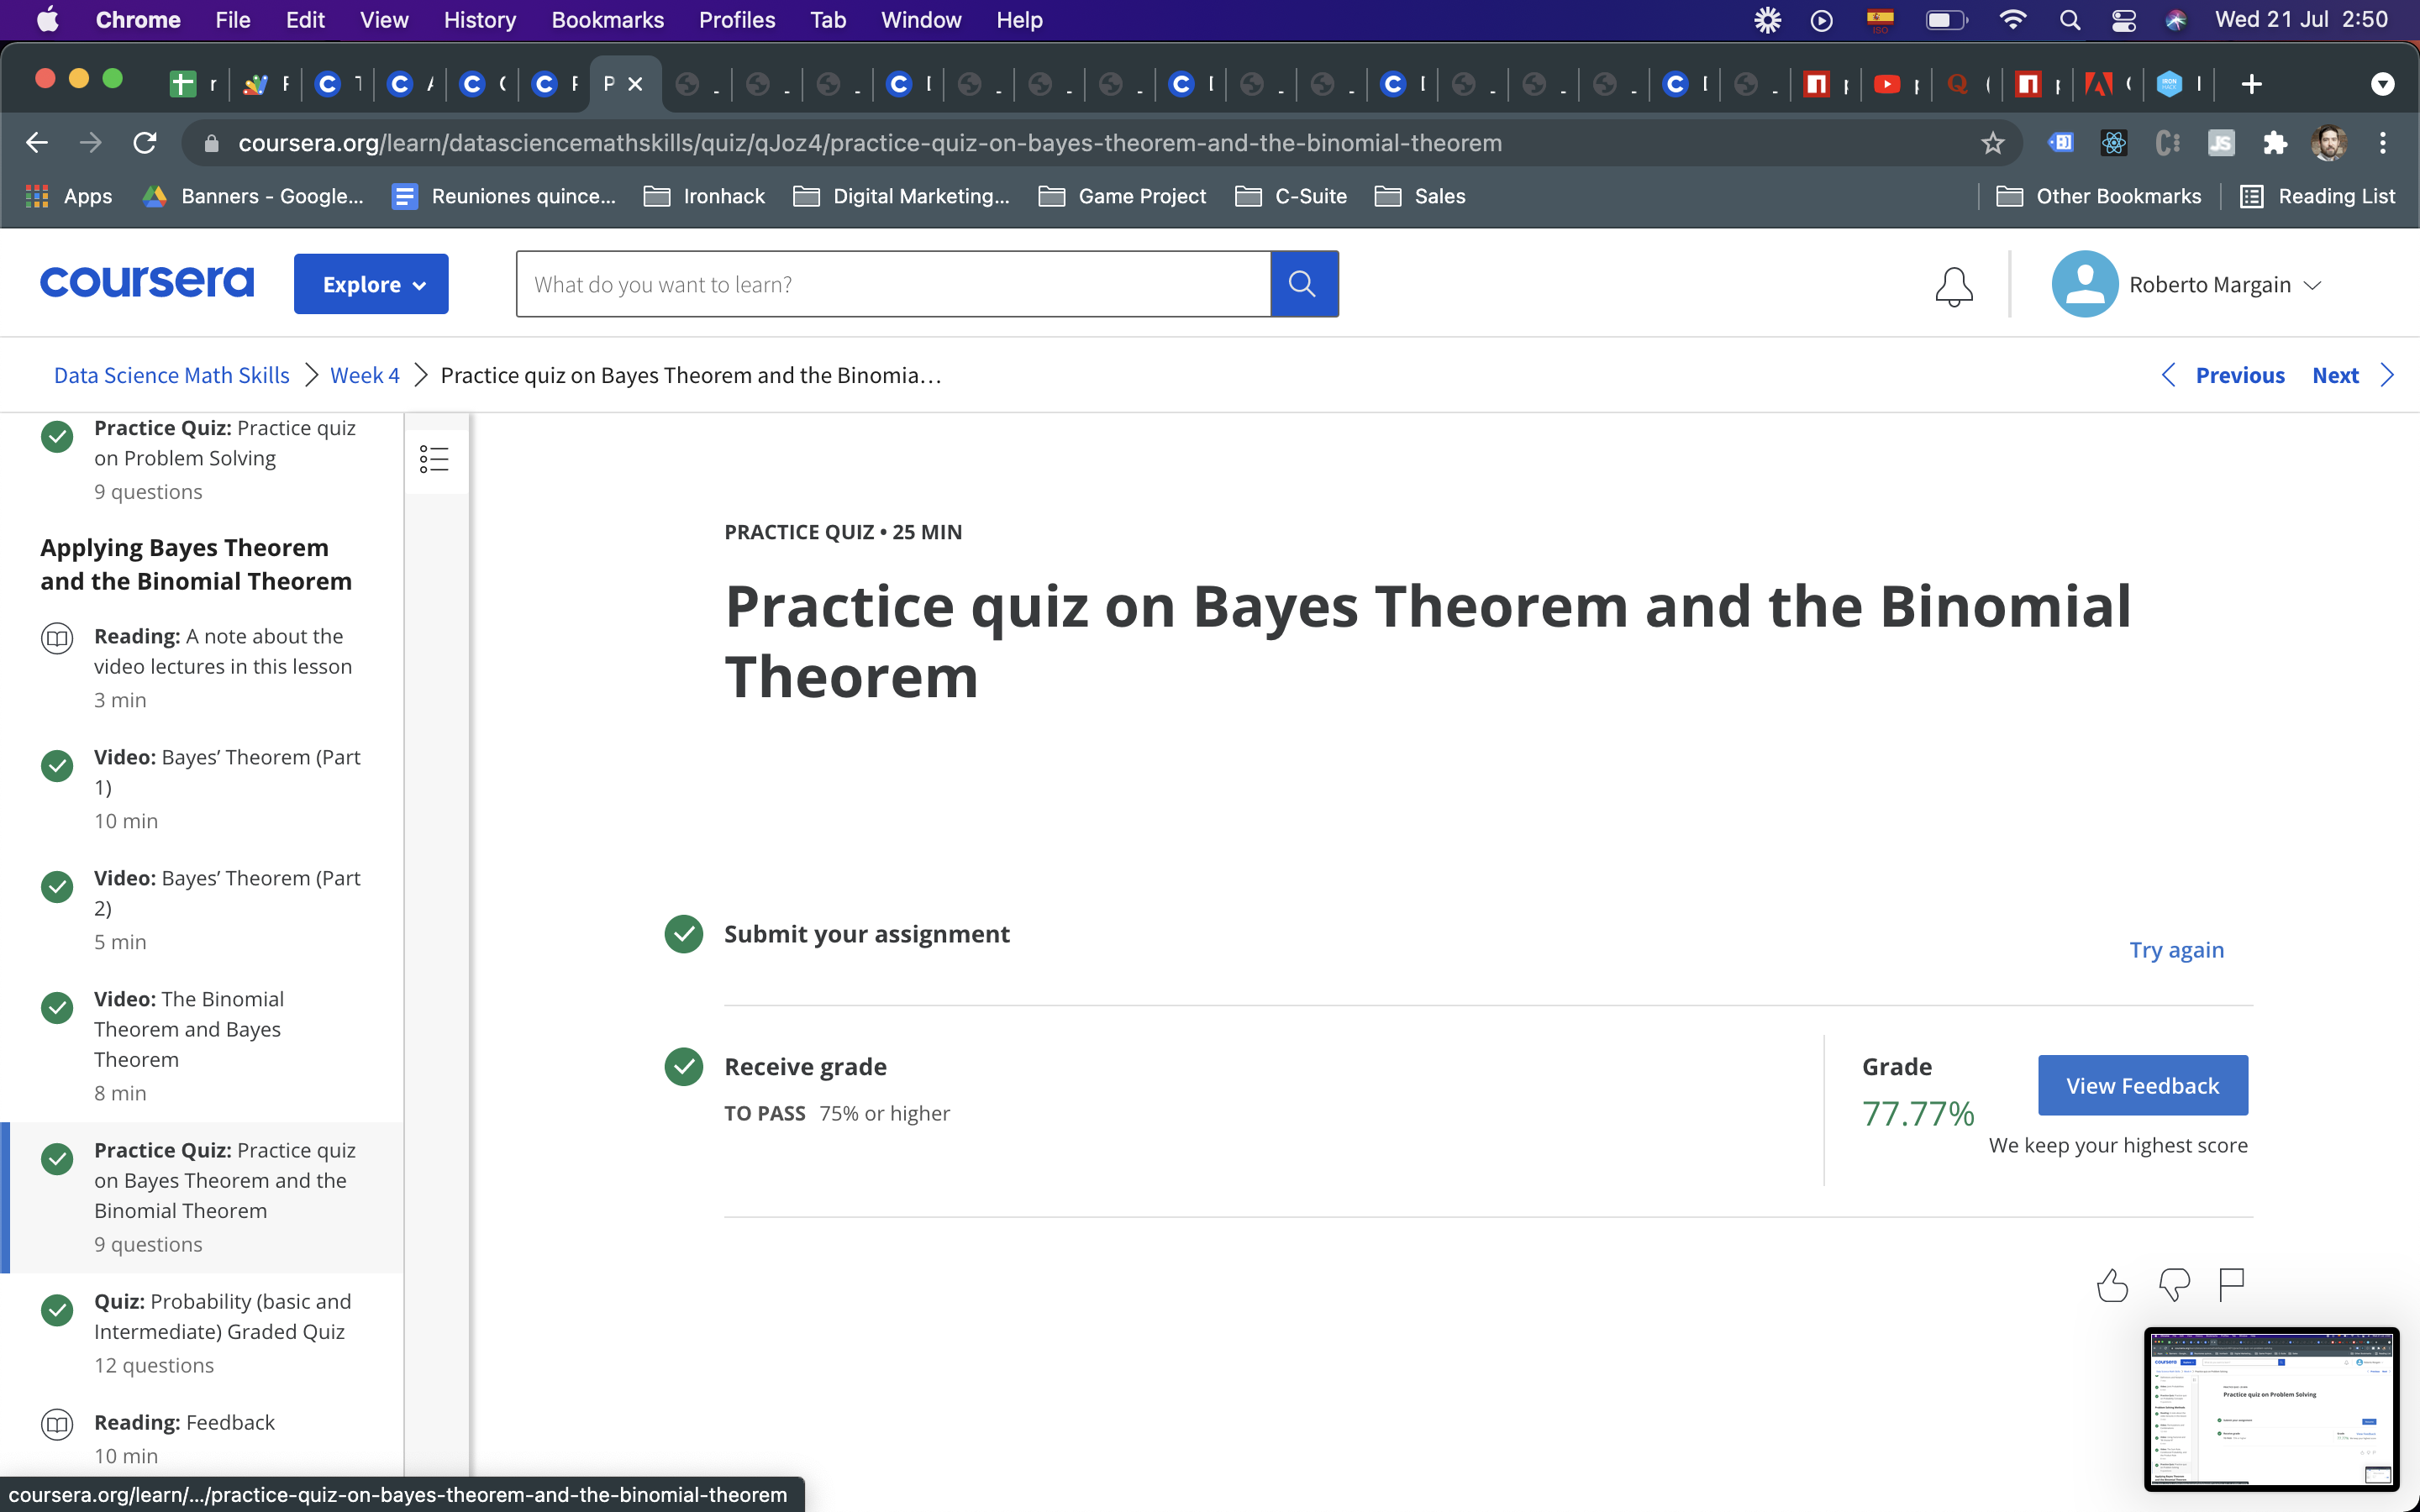 Chrome File Edit View History Bookmarks Profiles Tab Window Help
ISO
Wed 21 Jul 2:50
coursera.org/learn/datasciencemathskills/quiz/qJoz4/practice-quiz-on-bayes-theorem-and-the-binomial-theorem
Apps Banners - Google... Reuniones quince... Ironhack Digital Marketing... Game Project C-Suite Sales Other Bookmarks Reading List
coursera
Explore
What do you want to learn?
Roberto Margain
Data Science Math Skills Week 4 Practice quiz on Bayes Theorem and the Binomia...
Previous Next
Practice Quiz: Practice quiz
on Problem Solving
9 questions
Applying Bayes Theorem
and the Binomial Theorem
Reading: A note about the
video lectures in this lesson
3 min
Video: Bayes’ Theorem (Part
1)
10 min
Video: Bayes’ Theorem (Part
2)
5 min
Video: The Binomial
Theorem and Bayes
Theorem
8 min
Practice Quiz: Practice quiz
on Bayes Theorem and the
Binomial Theorem
9 questions
Quiz: Probability (basic and
Intermediate) Graded Quiz
12 questions
Reading: Feedback
10 min
PRACTICE QUIZ • 25 MIN
Practice quiz on Bayes Theorem and the Binomial
Theorem
Submit your assignment
Try again
Receive grade
TO PASS 75% or higher
Grade
77.77%
View Feedback
We keep your highest score
Practice quiz on Problem Solving
coursera.org/learn/.../practice-quiz-on-bayes-theorem-and-the-binomial-theorem